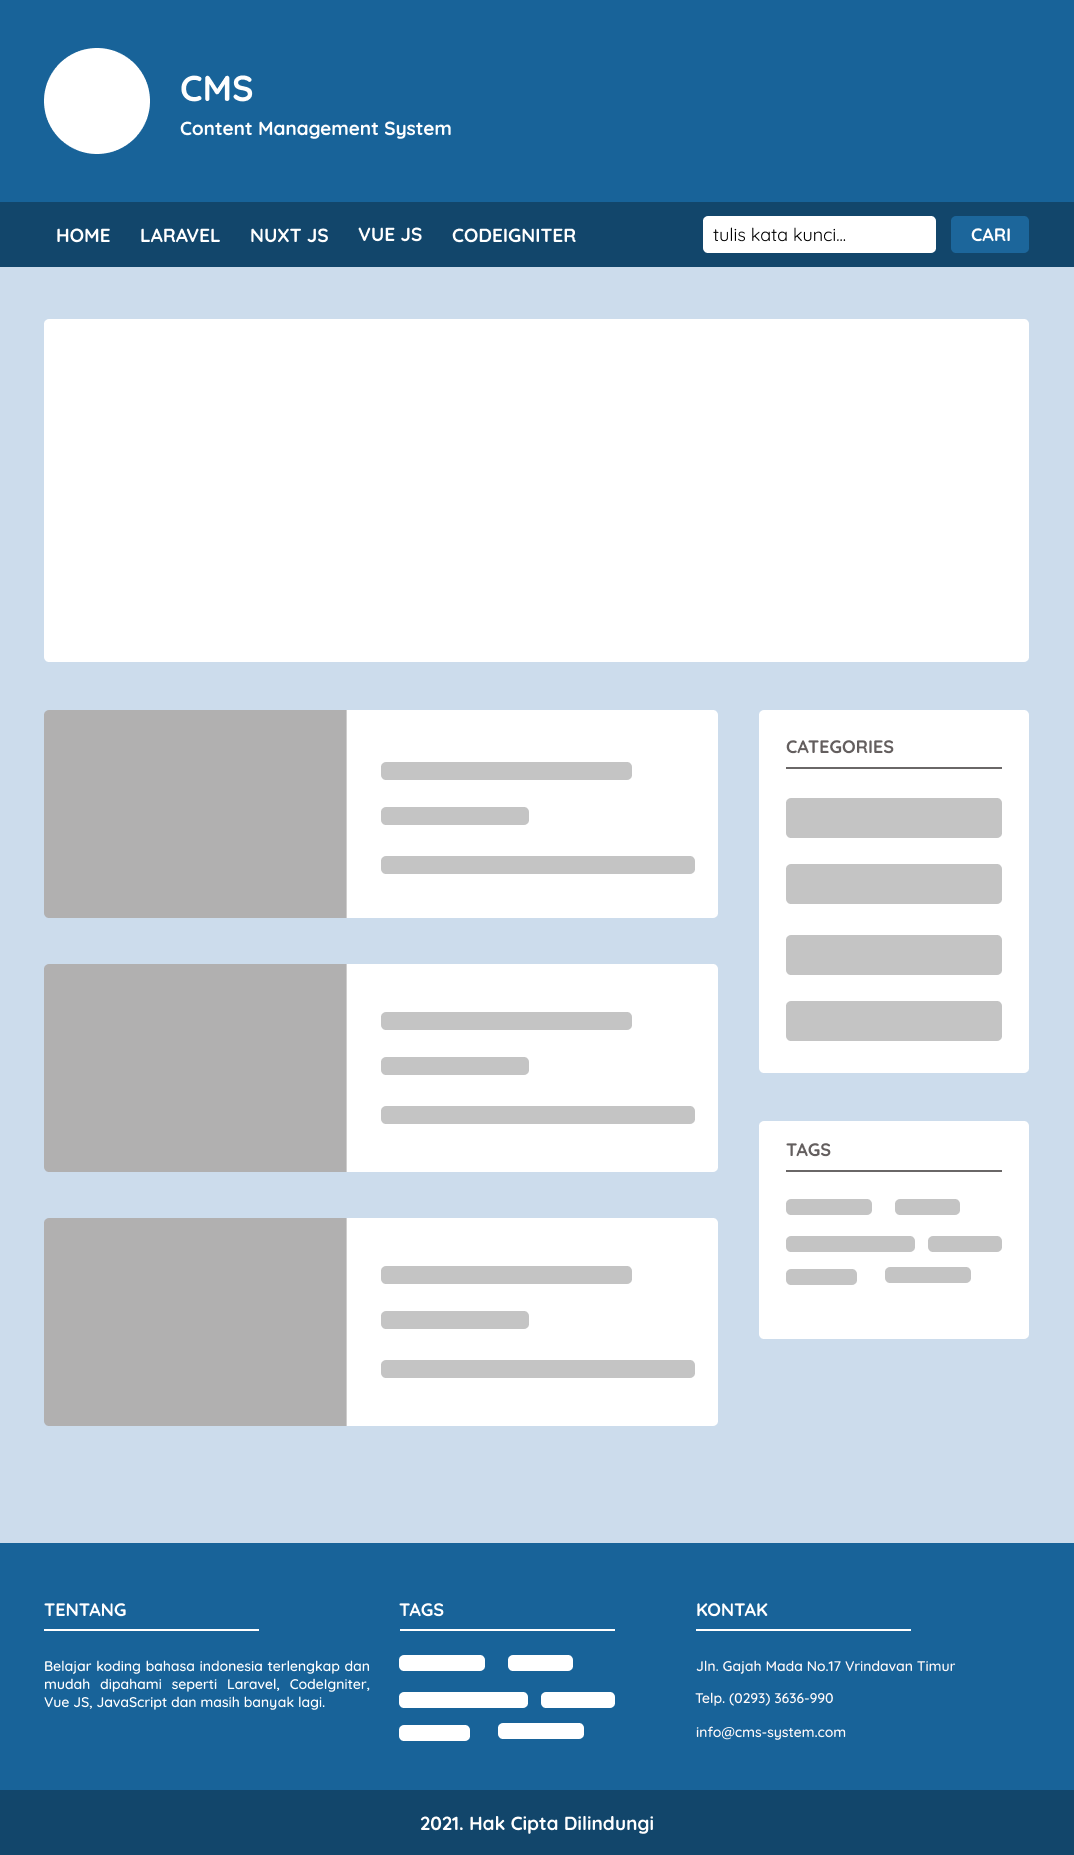 CMS
Content Management System
HOME LARAVEL NUXT JS VUE JS CODEIGNITER tulis kata kunci... CARI
CATEGORIES
TAGS
TENTANG
Belajar koding bahasa indonesia terlengkap dan
mudah dipahami seperti Laravel, CodeIgniter,
Vue JS, JavaScript dan masih banyak lagi.
TAGS
KONTAK
Jln. Gajah Mada No.17 Vrindavan Timur
Telp. (0293) 3636-990
info@cms-system.com
2021. Hak Cipta Dilindungi